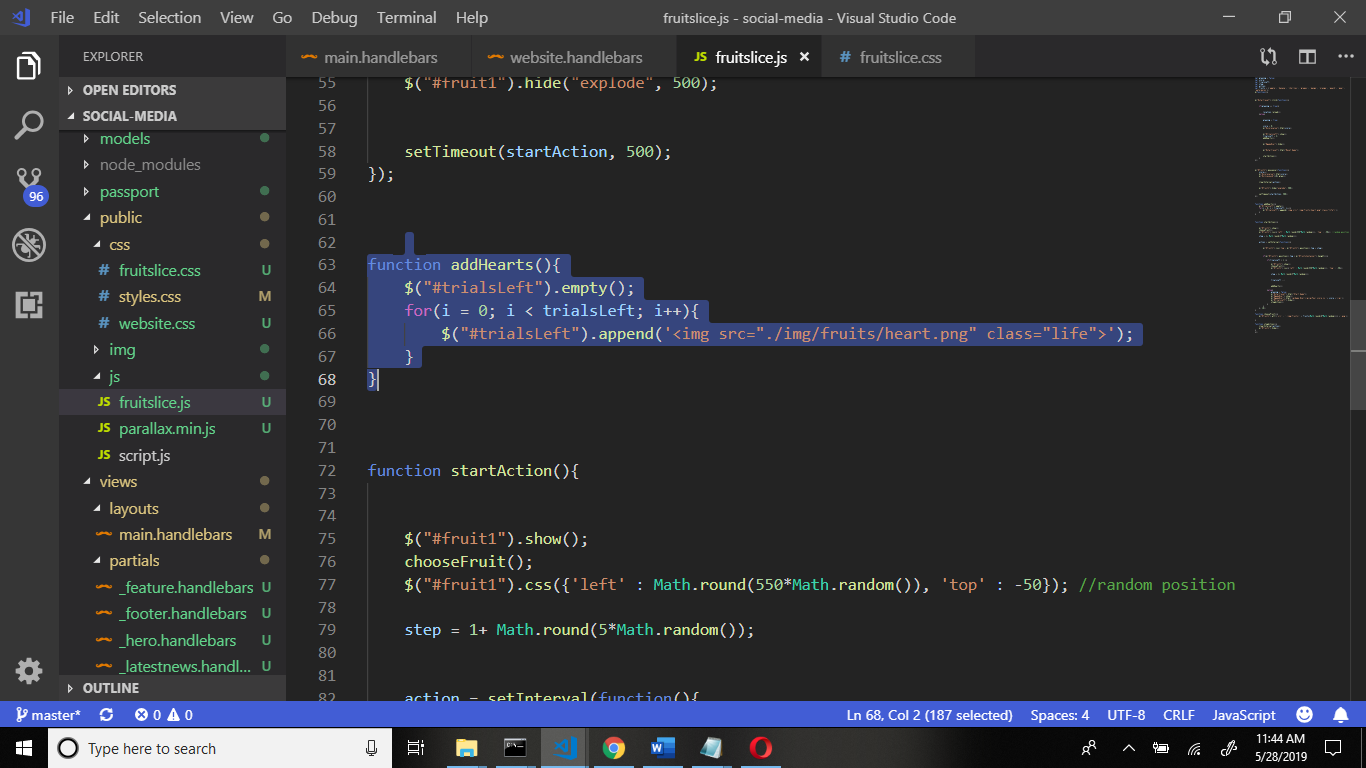 File Edit Selection View Go Debug Terminal Help
fruitslice.js - social-media - Visual Studio Code
EXPLORER
main.handlebars
website.handlebars
JS fruitslice.js ×
# fruitslice.css
OPEN EDITORS
SOCIAL-MEDIA
models
node_modules
passport
public
css
# fruitslice.css U
# styles.css M
# website.css U
img
js
JS fruitslice.js U
JS parallax.min.js U
JS script.js
views
layouts
main.handlebars M
partials
_feature.handlebars U
_footer.handlebars U
_hero.handlebars U
_latestnews.handl... U
OUTLINE
96
55 $("#fruit1").hide("explode", 500);
56
57
58 setTimeout(startAction, 500);
59 });
60
61
62
63 function addHearts(){
64 $("#trialsLeft").empty();
65 for(i = 0; i < trialsLeft; i++){
66 $("#trialsLeft").append('<img src="./img/fruits/heart.png" class="life">');
67 }
68 }
69
70
71
72 function startAction(){
73
74
75 $("#fruit1").show();
76 chooseFruit();
77 $("#fruit1").css({'left' : Math.round(550*Math.random()), 'top' : -50}); //random position
78
79 step = 1+ Math.round(5*Math.random());
80
81
82 action = setInterval(function(){
master* 0 0
Ln 68, Col 2 (187 selected) Spaces: 4 UTF-8 CRLF JavaScript
Type here to search
11:44 AM
5/28/2019